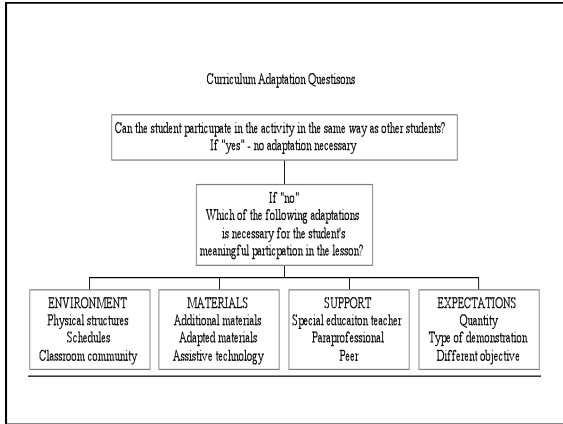 Curriculum Adaptation Questisons
Can the student particupate in the activity in the same way as other students?
If "yes" - no adaptation necessary
If "no"
Which of the following adaptations
is necessary for the student's
meaningful particpation in the lesson?
ENVIRONMENT
Physical structures
Schedules
Classroom community
MATERIALS
Additional materials
Adapted materials
Assistive technology
SUPPORT
Special educaiton teacher
Paraprofessional
Peer
EXPECTATIONS
Quantity
Type of demonstration
Different objective